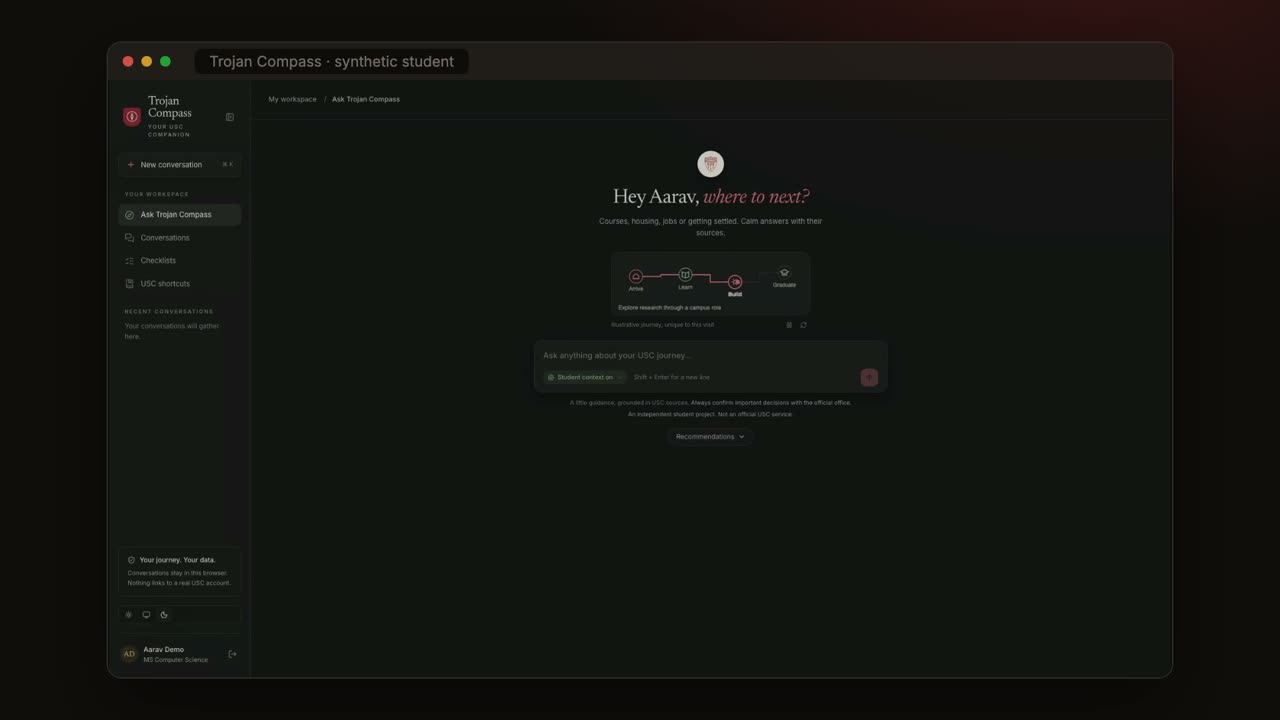 Trojan Compass · synthetic student
Trojan
Compass
YOUR USC
COMPANION
New conversation ⌘ K
YOUR WORKSPACE
Ask Trojan Compass
Conversations
Checklists
USC shortcuts
RECENT CONVERSATIONS
Your conversations will gather
here.
Your journey. Your data.
Conversations stay in this browser.
Nothing links to a real USC account.
AD
Aarav Demo
MS Computer Science
My workspace / Ask Trojan Compass
Hey Aarav, where to next?
Courses, housing, jobs or getting settled. Calm answers with their
sources.
Arrive
Learn
Build
Graduate
Explore research through a campus role
Illustrative journey, unique to this visit
Ask anything about your USC journey...
Student context on
Shift + Enter for a new line
A little guidance, grounded in USC sources. Always confirm important decisions with the official office.
An independent student project. Not an official USC service.
Recommendations